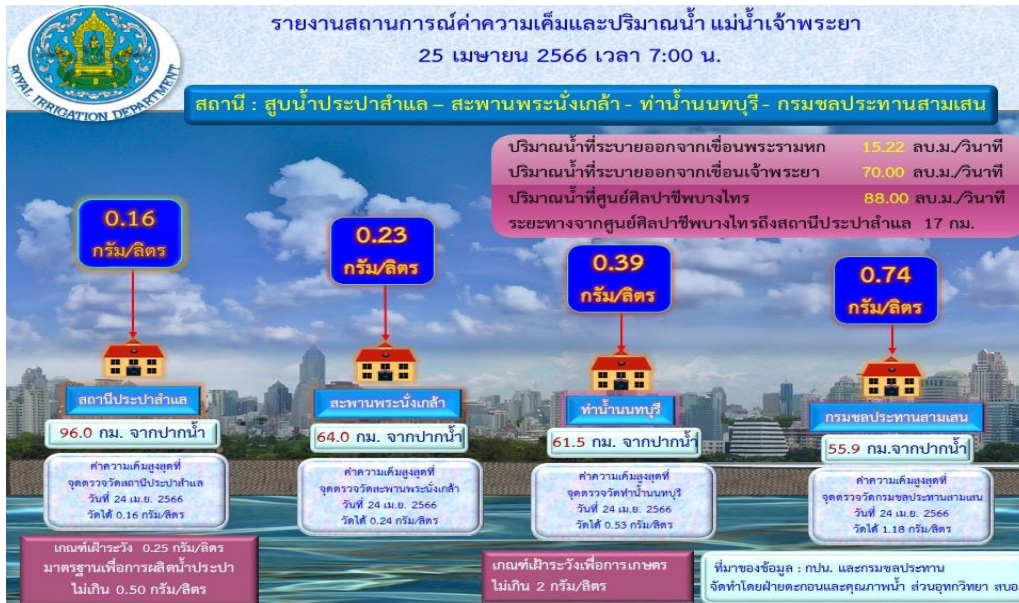 รายงานสถานการณ์ค่าความเค็มและปริมาณน้ำ แม่น้ำเจ้าพระยา
25 เมษายน 2566 เวลา 7:00 น.
ROYAL IRRIGATION DEPARTMENT
สถานี : สูบน้ำประปาสำแล – สะพานพระนั่งเกล้า - ท่าน้ำนนทบุรี - กรมชลประทานสามเสน
ปริมาณน้ำที่ระบายออกจากเขื่อนพระรามหก 15.22 ลบ.ม./วินาที
ปริมาณน้ำที่ระบายออกจากเขื่อนเจ้าพระยา 70.00 ลบ.ม./วินาที
ปริมาณน้ำที่ศูนย์ศิลปาชีพบางไทร 88.00 ลบ.ม./วินาที
ระยะทางจากศูนย์ศิลปาชีพบางไทรถึงสถานีประปาสำแล 17 กม.
0.16
กรัม/ลิตร
0.23
กรัม/ลิตร
0.39
กรัม/ลิตร
0.74
กรัม/ลิตร
สถานีประปาสำแล
96.0 กม. จากปากน้ำ
ค่าความเค็มสูงสุดที่
จุดตรวจวัดสถานีประปาสำแล
วันที่ 24 เม.ย. 2566
วัดได้ 0.16 กรัม/ลิตร
สะพานพระนั่งเกล้า
64.0 กม. จากปากน้ำ
ค่าความเค็มสูงสุดที่
จุดตรวจวัดสะพานพระนั่งเกล้า
วันที่ 24 เม.ย. 2566
วัดได้ 0.24 กรัม/ลิตร
ท่าน้ำนนทบุรี
61.5 กม. จากปากน้ำ
ค่าความเค็มสูงสุดที่
จุดตรวจวัดท่าน้ำนนทบุรี
วันที่ 24 เม.ย. 2566
วัดได้ 0.53 กรัม/ลิตร
กรมชลประทานสามเสน
55.9 กม.จากปากน้ำ
ค่าความเค็มสูงสุดที่
จุดตรวจวัดกรมชลประทานสามเสน
วันที่ 24 เม.ย. 2566
วัดได้ 1.18 กรัม/ลิตร
เกณฑ์เฝ้าระวัง 0.25 กรัม/ลิตร
มาตรฐานเพื่อการผลิตน้ำประปา
ไม่เกิน 0.50 กรัม/ลิตร
เกณฑ์เฝ้าระวังเพื่อการเกษตร
ไม่เกิน 2 กรัม/ลิตร
ที่มาของข้อมูล : กปน. และกรมชลประทาน
จัดทำโดยฝ่ายตะกอนและคุณภาพน้ำ ส่วนอุทกวิทยา สบอ